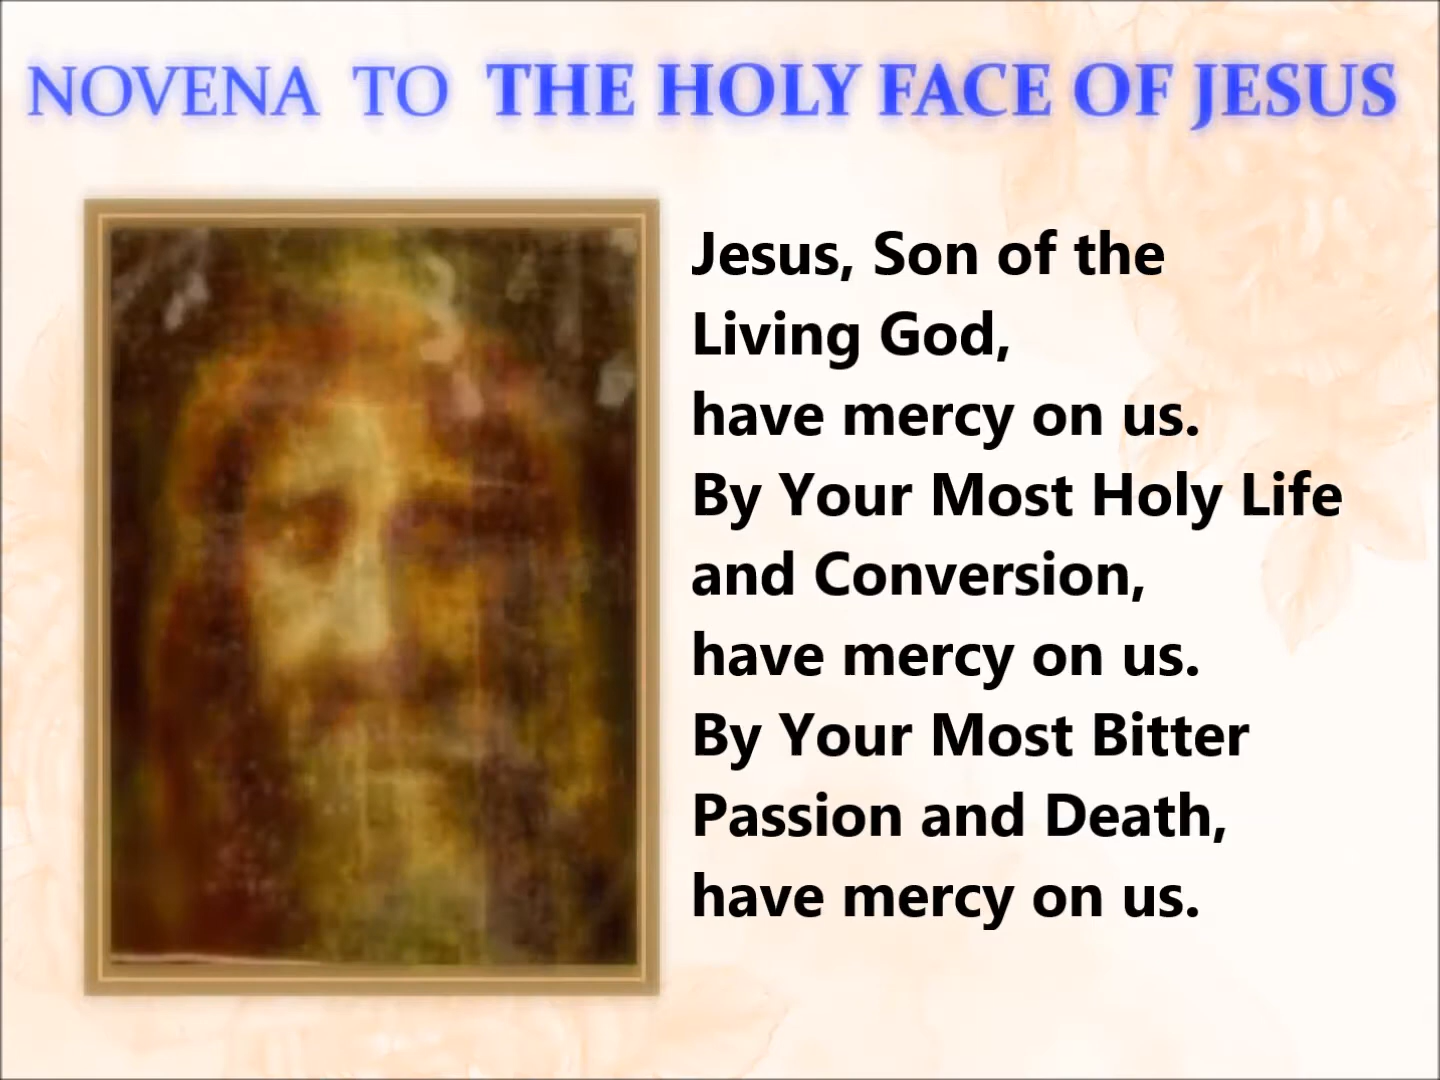 NOVENA TO THE HOLY FACE OF JESUS
Jesus, Son of the
Living God,
have mercy on us.
By Your Most Holy Life
and Conversion,
have mercy on us.
By Your Most Bitter
Passion and Death,
have mercy on us.